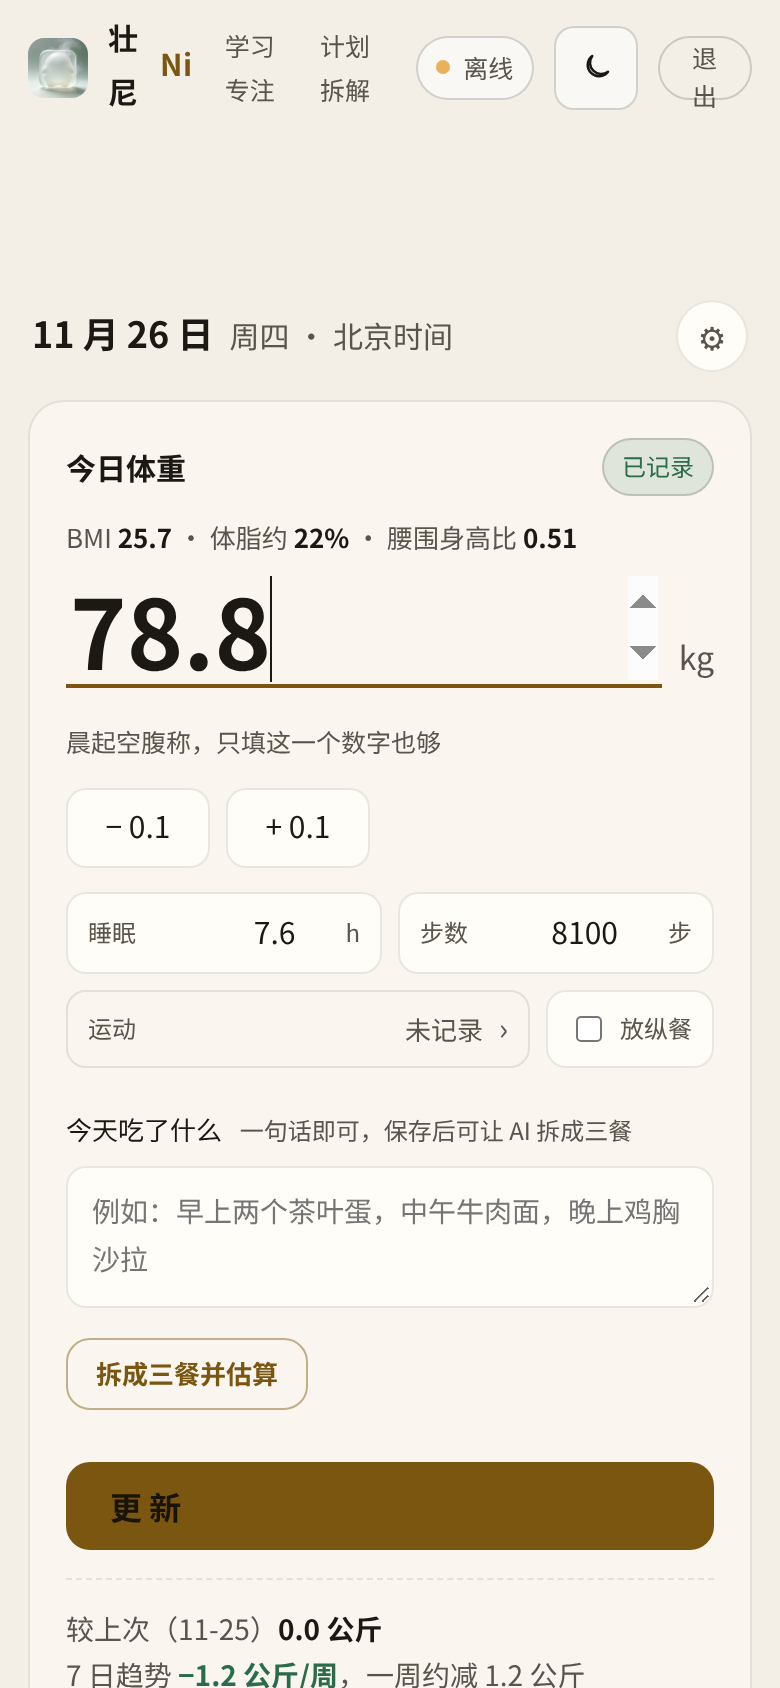 壮尼 Ni 学习专注 计划拆解 离线 退出
11 月 26 日 周四 · 北京时间
今日体重 已记录
BMI 25.7 · 体脂约 22% · 腰围身高比 0.51
78.8 kg
晨起空腹称，只填这一个数字也够
− 0.1 + 0.1
睡眠 7.6 h 步数 8100 步
运动 未记录 › 放纵餐
今天吃了什么 一句话即可，保存后可让 AI 拆成三餐
例如：早上两个茶叶蛋，中午牛肉面，晚上鸡胸
沙拉
拆成三餐并估算
更新
较上次（11-25）0.0 公斤
7 日趋势 −1.2 公斤/周，一周约减 1.2 公斤